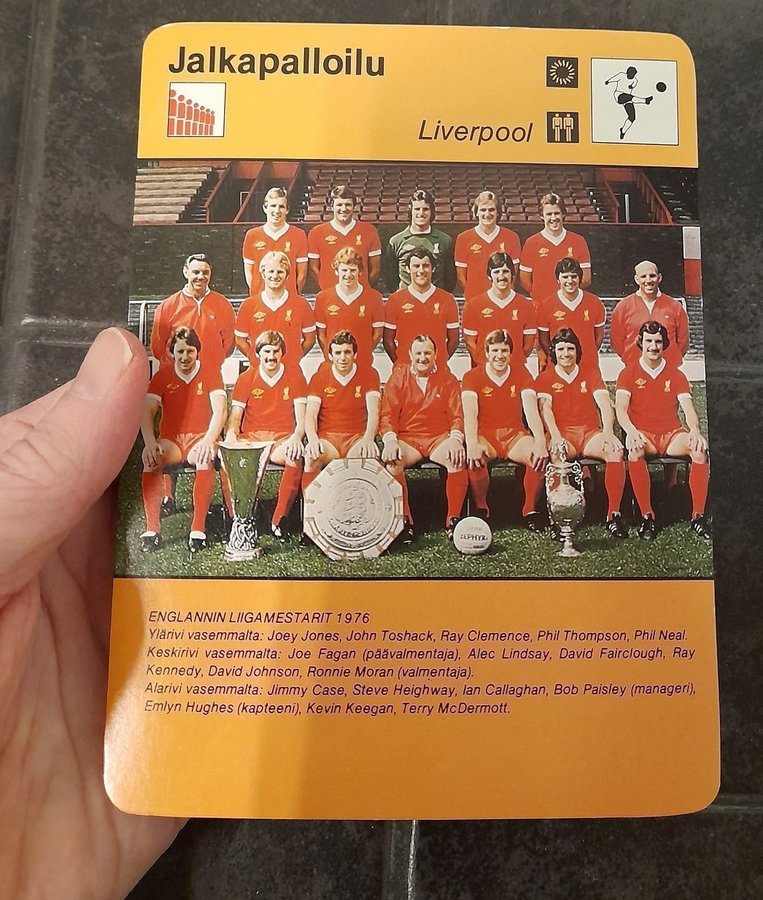 Jalkapalloilu
Liverpool
ZEPHYR
ENGLANNIN LIIGAMESTARIT 1976
Ylärivi vasemmalta: Joey Jones, John Toshack, Ray Clemence, Phil Thompson, Phil Neal.
Keskirivi vasemmalta: Joe Fagan (päävalmentaja), Alec Lindsay, David Fairclough, Ray
Kennedy, David Johnson, Ronnie Moran (valmentaja).
Alarivi vasemmalta: Jimmy Case, Steve Heighway, Ian Callaghan, Bob Paisley (manageri),
Emlyn Hughes (kapteeni), Kevin Keegan, Terry McDermott.